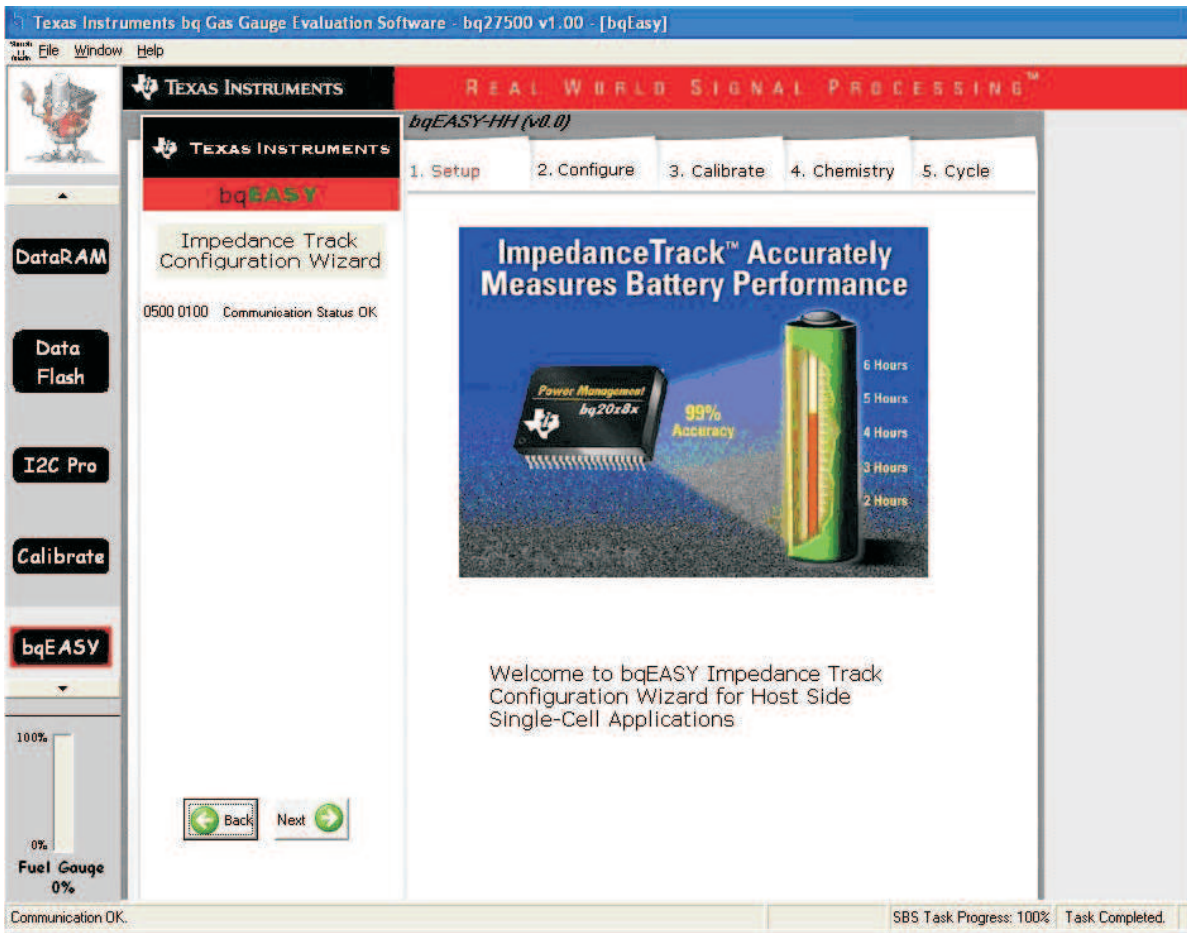 Texas Instruments bq Gas Gauge Evaluation Software - bq27500 v1.00 - [bqEasy]
File Window Help
TEXAS INSTRUMENTS
REAL WORLD SIGNAL PROCESSING™
bqEASY-HH (v0.0)
TEXAS INSTRUMENTS
bqEASY
1. Setup 2. Configure 3. Calibrate 4. Chemistry 5. Cycle
Impedance Track
Configuration Wizard
0500 0100 Communication Status OK
DataRAM
Data
Flash
I2C Pro
Calibrate
bqEASY
ImpedanceTrack™ Accurately
Measures Battery Performance
Power Management
bq20z8x
99%
Accuracy
6 Hours
5 Hours
4 Hours
3 Hours
2 Hours
Welcome to bqEASY Impedance Track
Configuration Wizard for Host Side
Single-Cell Applications
Back Next
100%
0%
Fuel Gauge
0%
Communication OK.
SBS Task Progress: 100% Task Completed.